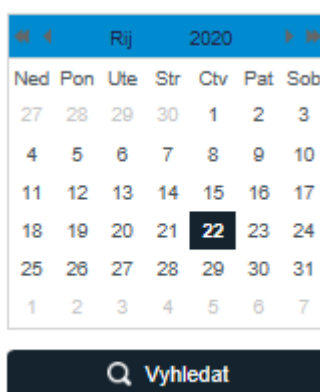 Rij 2020
Ned Pon Ute Str Ctv Pat Sob
27 28 29 30 1 2 3
4 5 6 7 8 9 10
11 12 13 14 15 16 17
18 19 20 21 22 23 24
25 26 27 28 29 30 31
1 2 3 4 5 6 7
Vyhledat